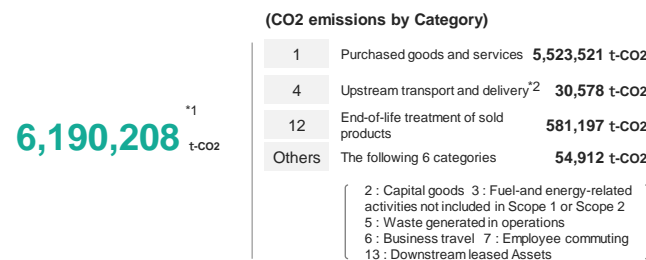 (CO2 emissions by Category)
1 Purchased goods and services 5,523,521 t-CO2
4 Upstream transport and delivery*2 30,578 t-CO2
*1
6,190,208 t-CO2
12 End-of-life treatment of sold
products 581,197 t-CO2
Others The following 6 categories 54,912 t-CO2
2 : Capital goods 3 : Fuel-and energy-related
activities not included in Scope 1 or Scope 2
5 : Waste generated in operations
6 : Business travel 7 : Employee commuting
13 : Downstream leased Assets